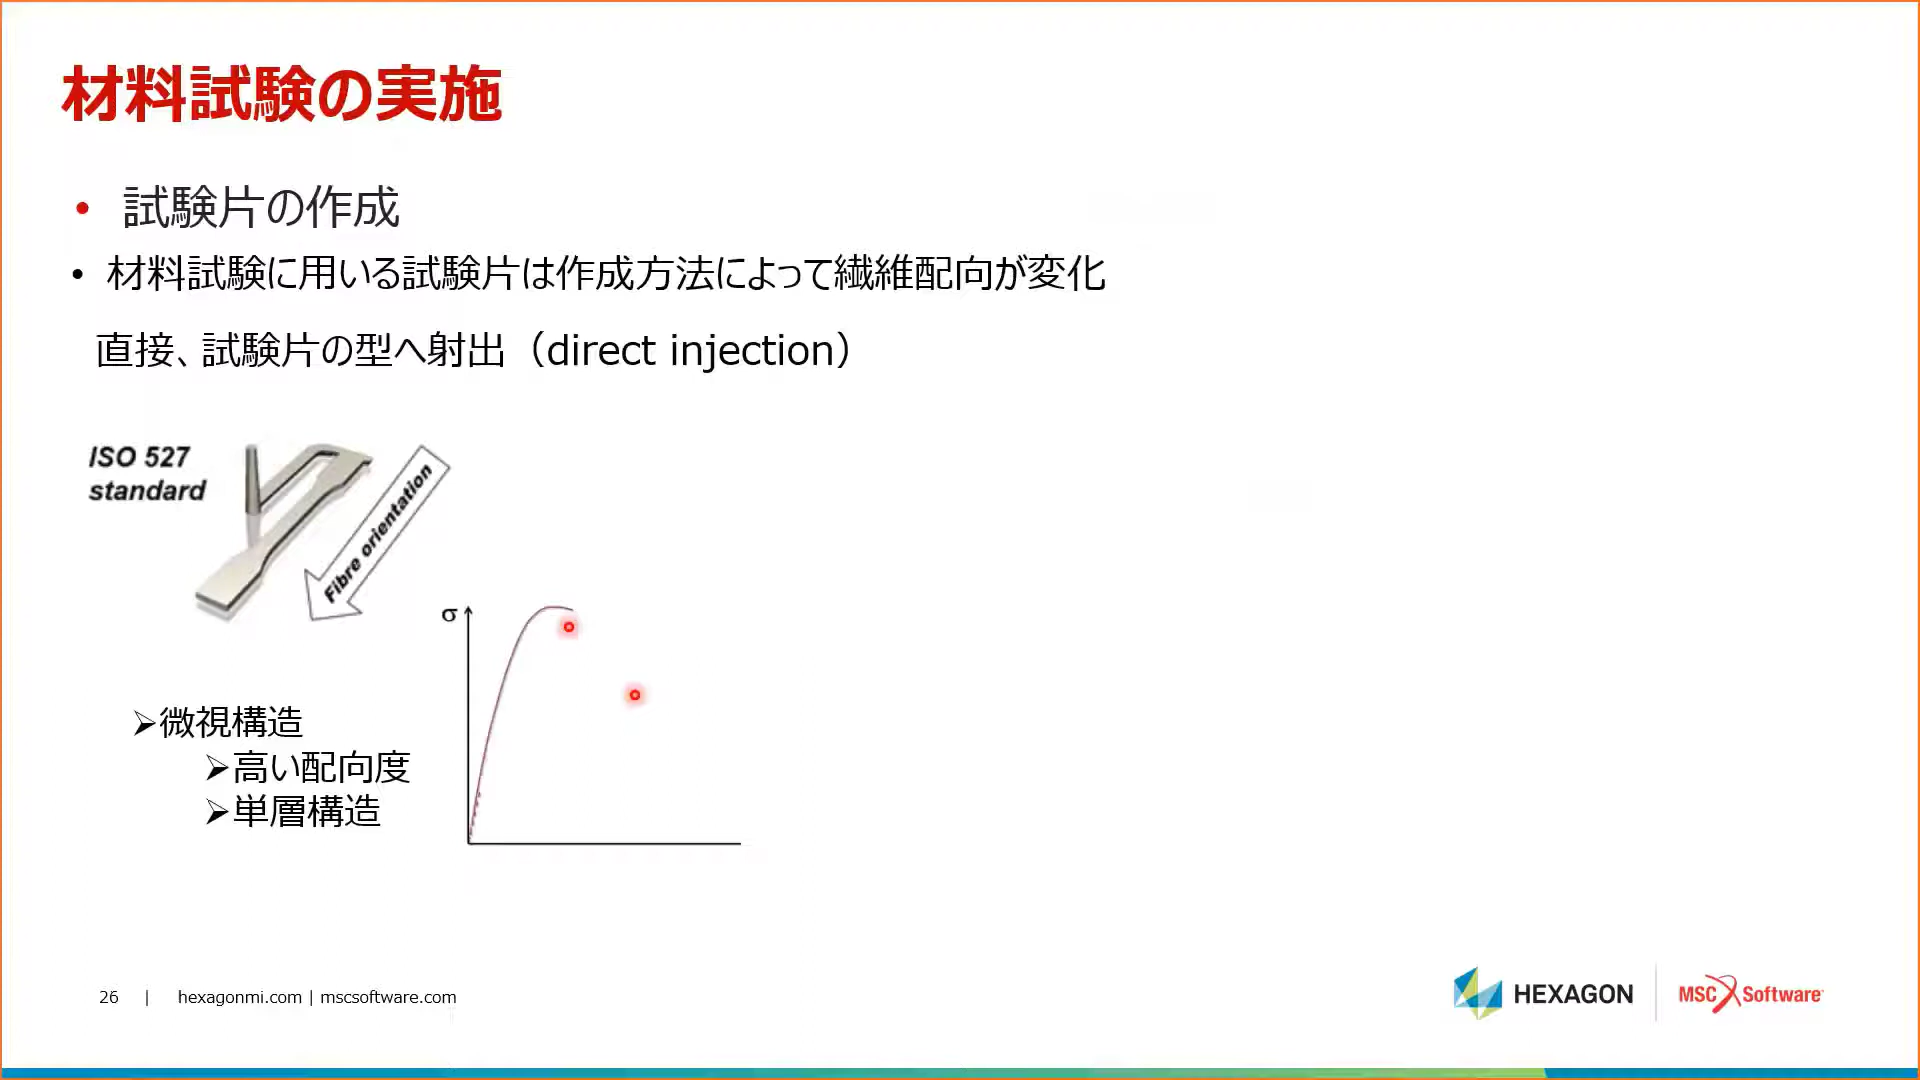 材料試験の実施
• 試験片の作成
• 材料試験に用いる試験片は作成方法によって繊維配向が変化
直接、試験片の型へ射出（direct injection）
ISO 527
standard
Fibre orientation
σ
➢微視構造
➢高い配向度
➢単層構造
26 | hexagonmi.com | mscsoftware.com
HEXAGON
MSC Software